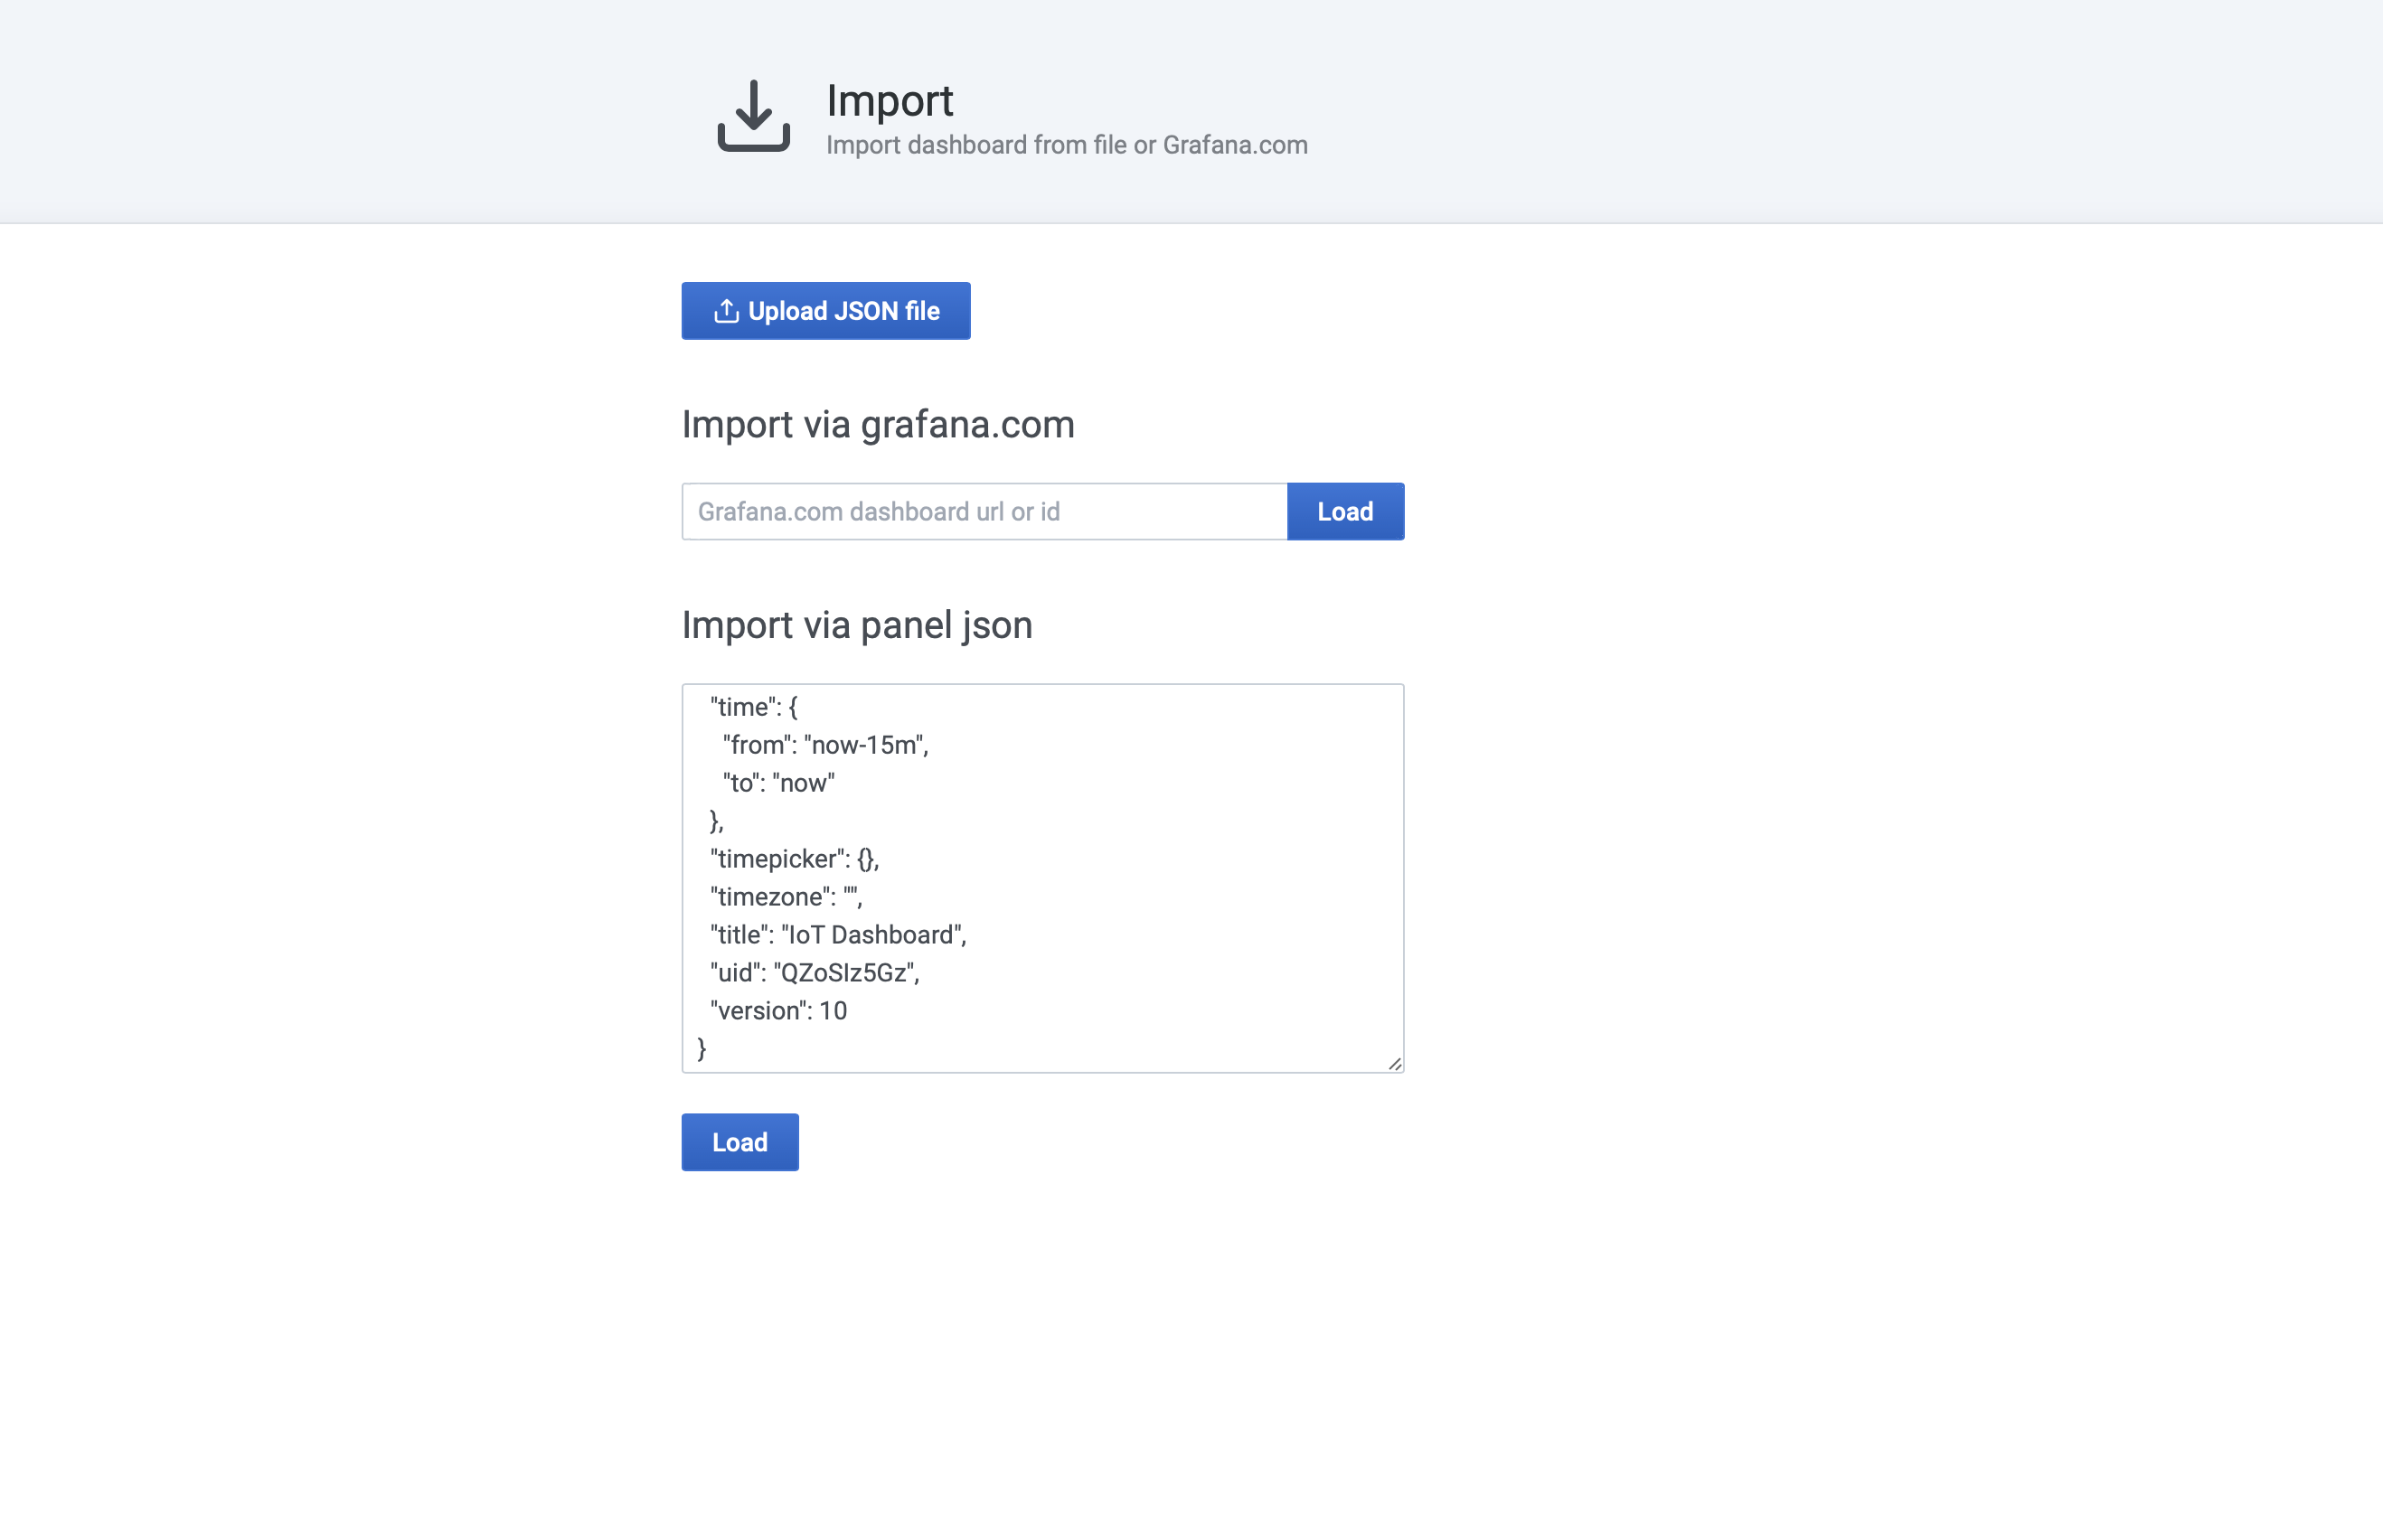 Import
Import dashboard from file or Grafana.com
Upload JSON file
Import via grafana.com
Grafana.com dashboard url or id
Load
Import via panel json
"time": {
"from": "now-15m",
"to": "now"
},
"timepicker": {},
"timezone": "",
"title": "IoT Dashboard",
"uid": "QZoSIz5Gz",
"version": 10
}
Load